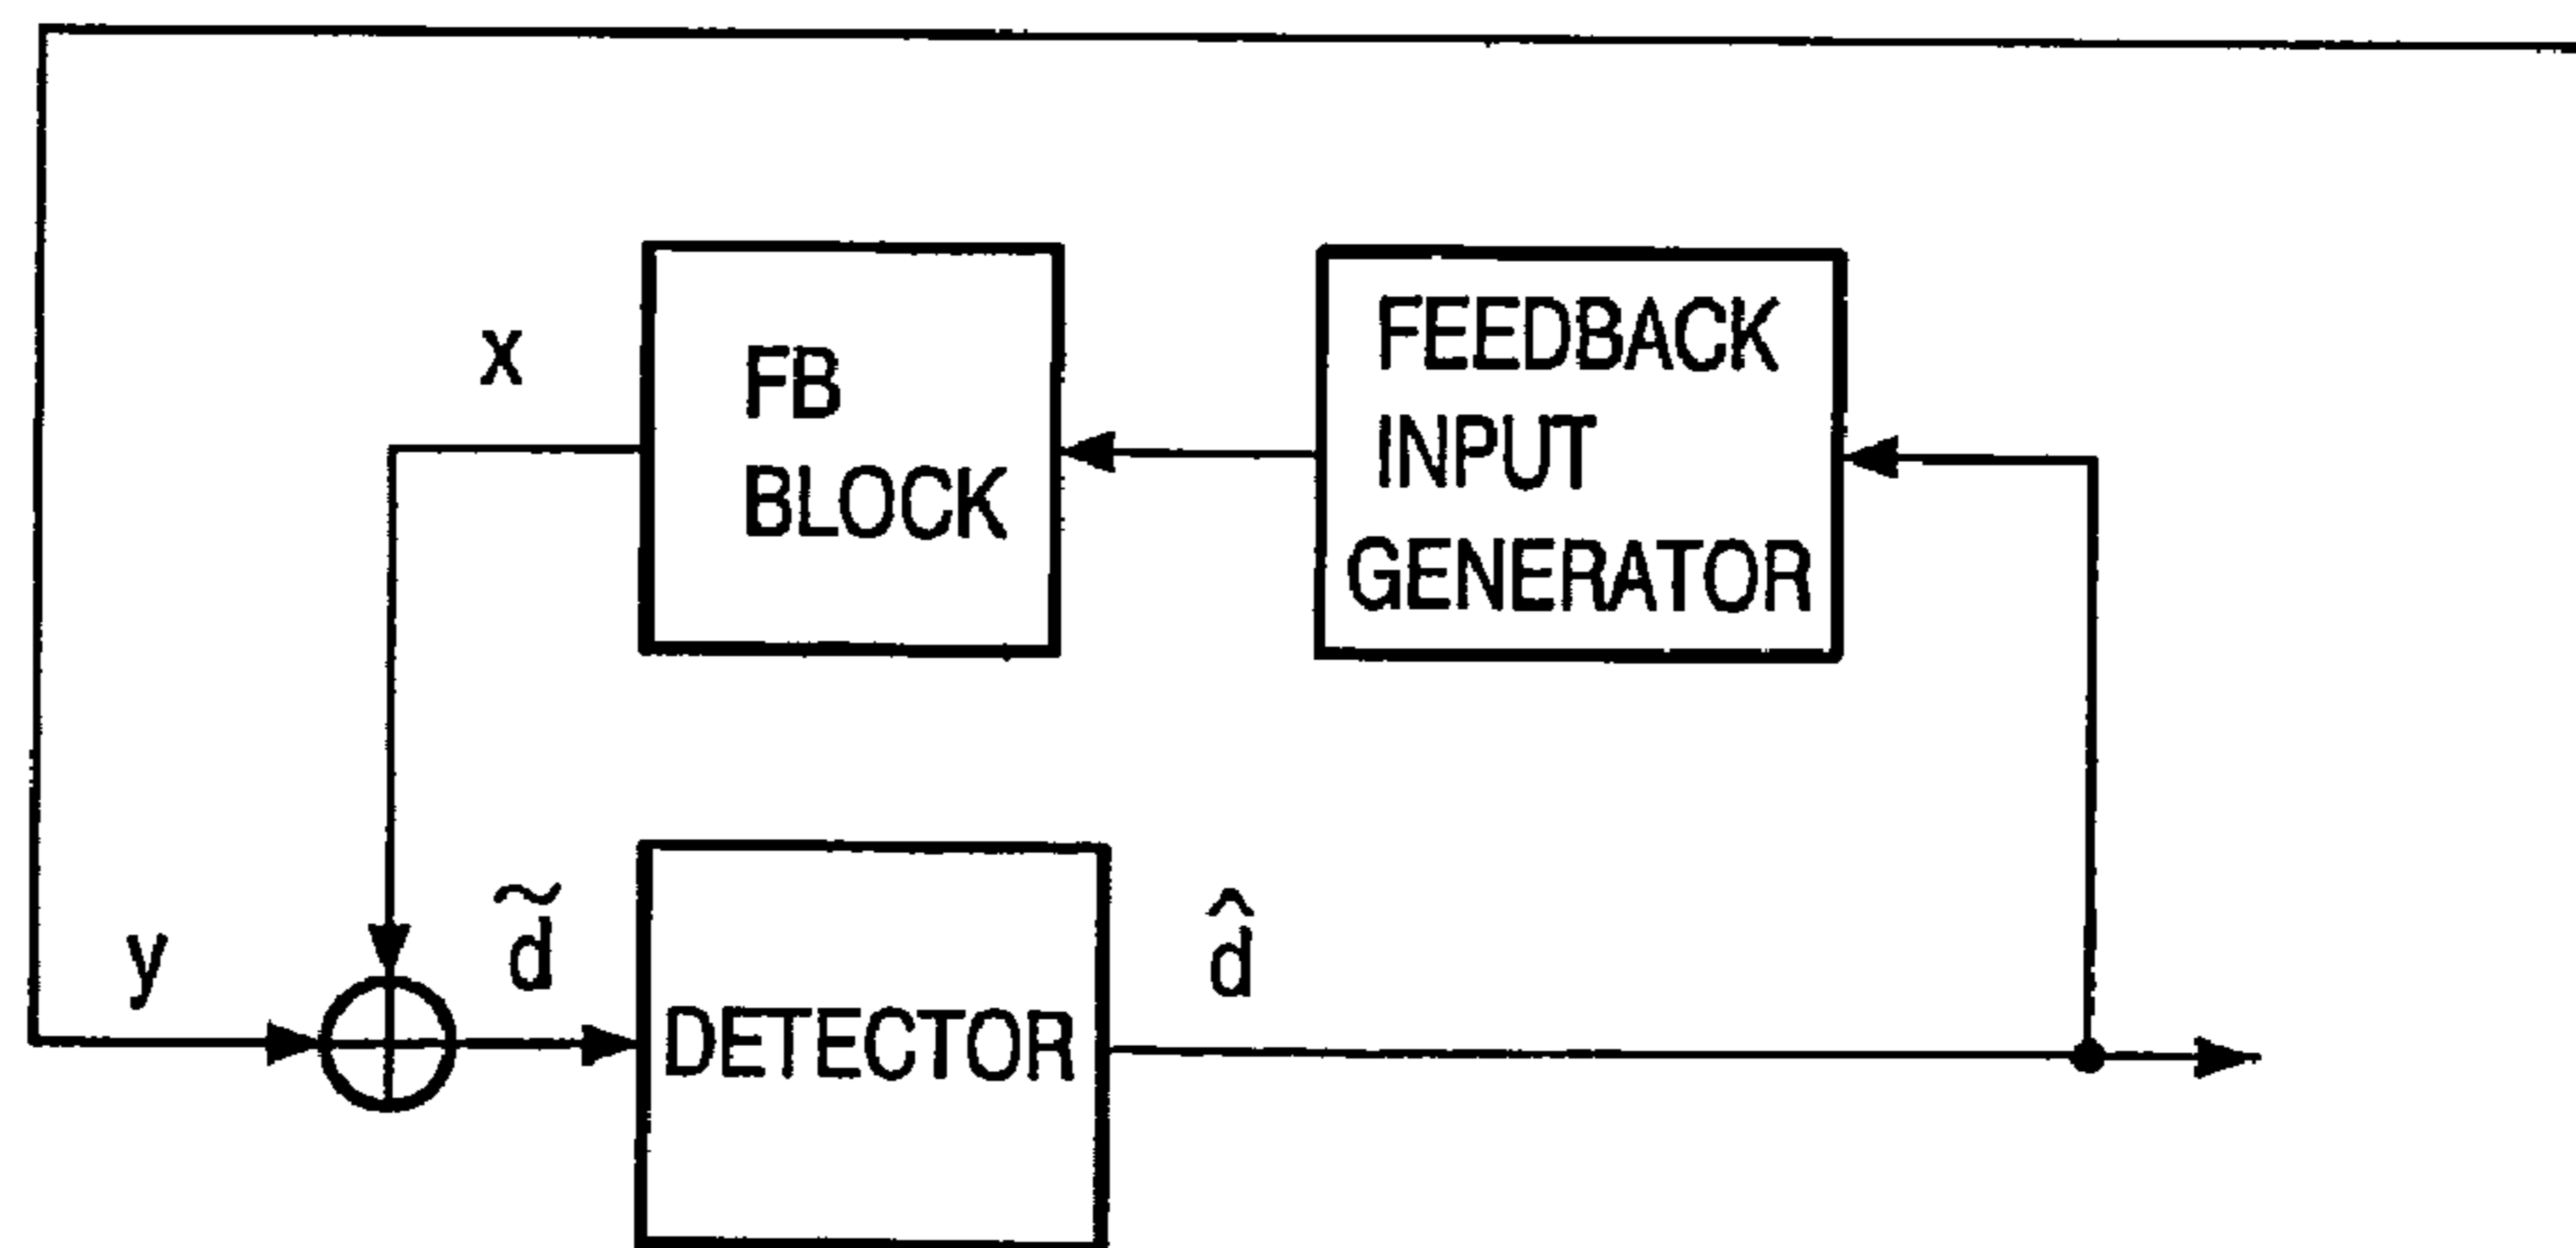 x
FB
BLOCK
FEEDBACK
INPUT
GENERATOR
y
d̃
DETECTOR
d̂